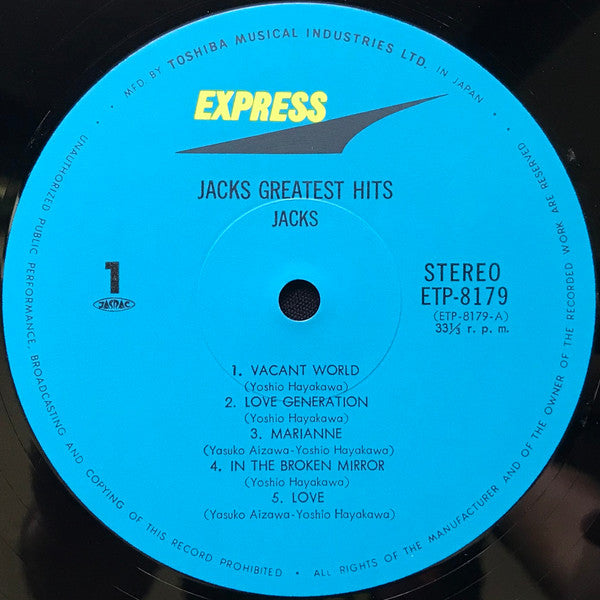 MFD. BY TOSHIBA MUSICAL INDUSTRIES LTD. IN JAPAN
EXPRESS
JACKS GREATEST HITS
JACKS
1
JASRAC
STEREO
ETP-8179
(ETP-8179-A)
33⅓ r. p. m.
1. VACANT WORLD
(Yoshio Hayakawa)
2. LOVE GENERATION
(Yoshio Hayakawa)
3. MARIANNE
(Yasuko Aizawa-Yoshio Hayakawa)
4. IN THE BROKEN MIRROR
(Yoshio Hayakawa)
5. LOVE
(Yasuko Aizawa-Yoshio Hayakawa)
UNAUTHORIZED PUBLIC PERFORMANCE, BROADCASTING AND COPYING OF THIS RECORD PROHIBITED • ALL RIGHTS OF THE MANUFACTURER AND OF THE OWNER OF THE RECORDED WORK ARE RESERVED